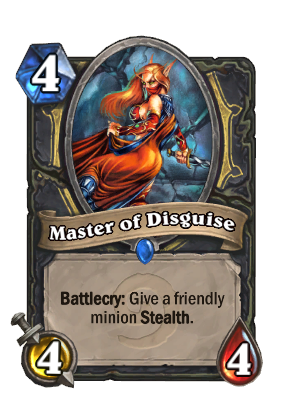 4
Master of Disguise
Battlecry: Give a friendly
minion Stealth.
4
4